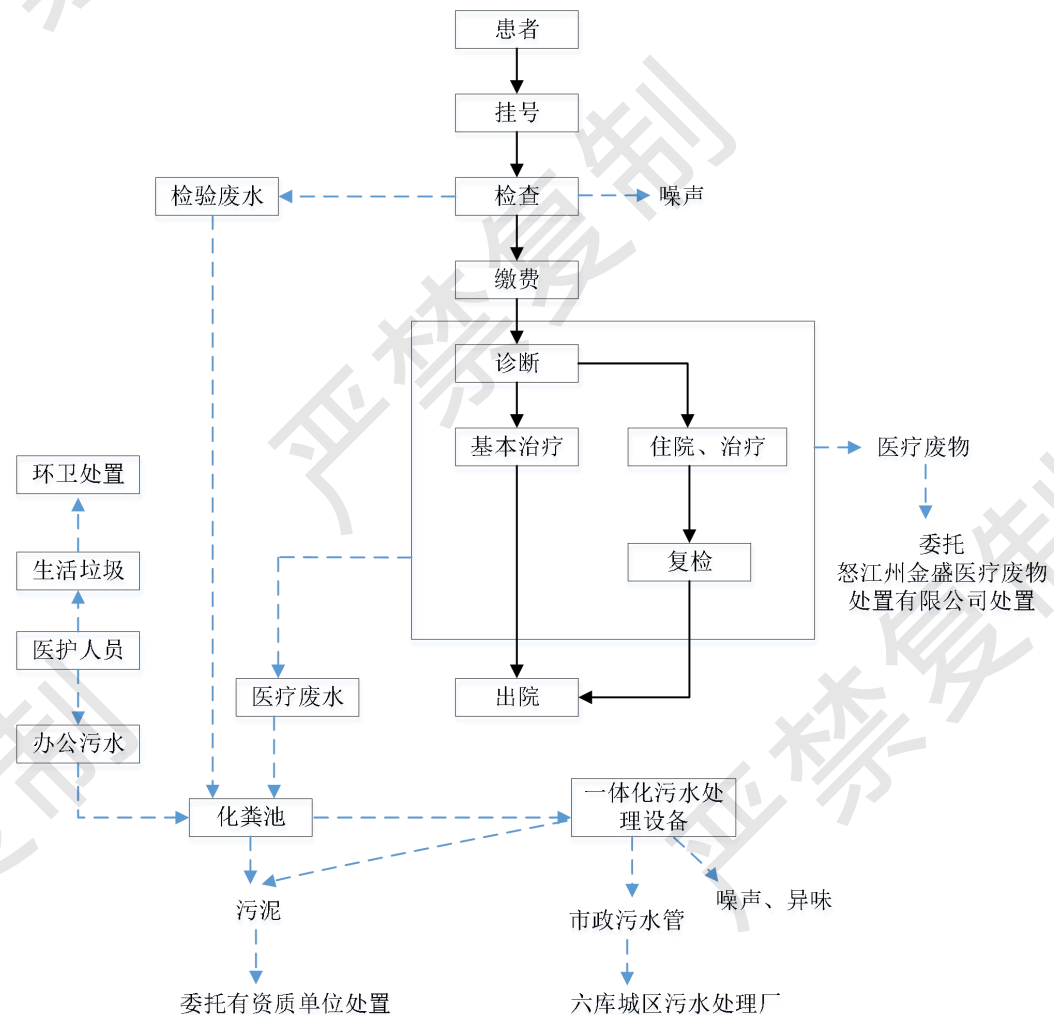 患者
挂号
检验废水
检查
噪声
缴费
诊断
基本治疗
住院、治疗
医疗废物
环卫处置
生活垃圾
复检
委托
怒江州金盛医疗废物
处置有限公司处置
医护人员
医疗废水
出院
办公污水
化粪池
一体化污水处
理设备
污泥
市政污水管
噪声、异味
委托有资质单位处置
六库城区污水处理厂
严禁复制
严禁复制
复制